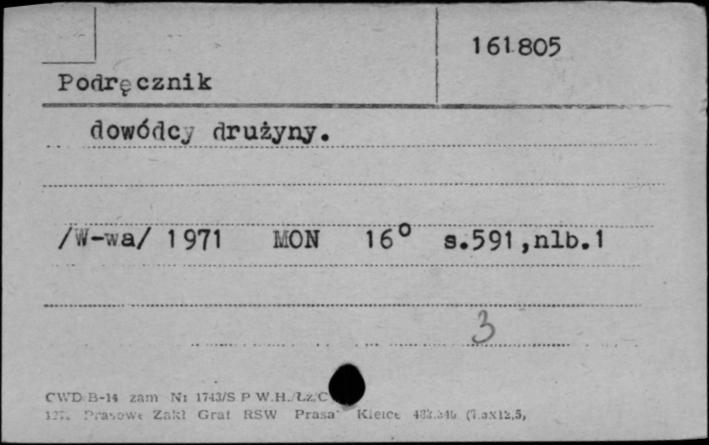 161805
Podręcznik
dowódcy drużyny.
/W-wa/ 1971 MON 16° s.591,nlb.1
3
CWD B-14 zam Nr 1743/S P W.H./Łz/C
Prasowe Zakł Graf RSW Prasa Kielce